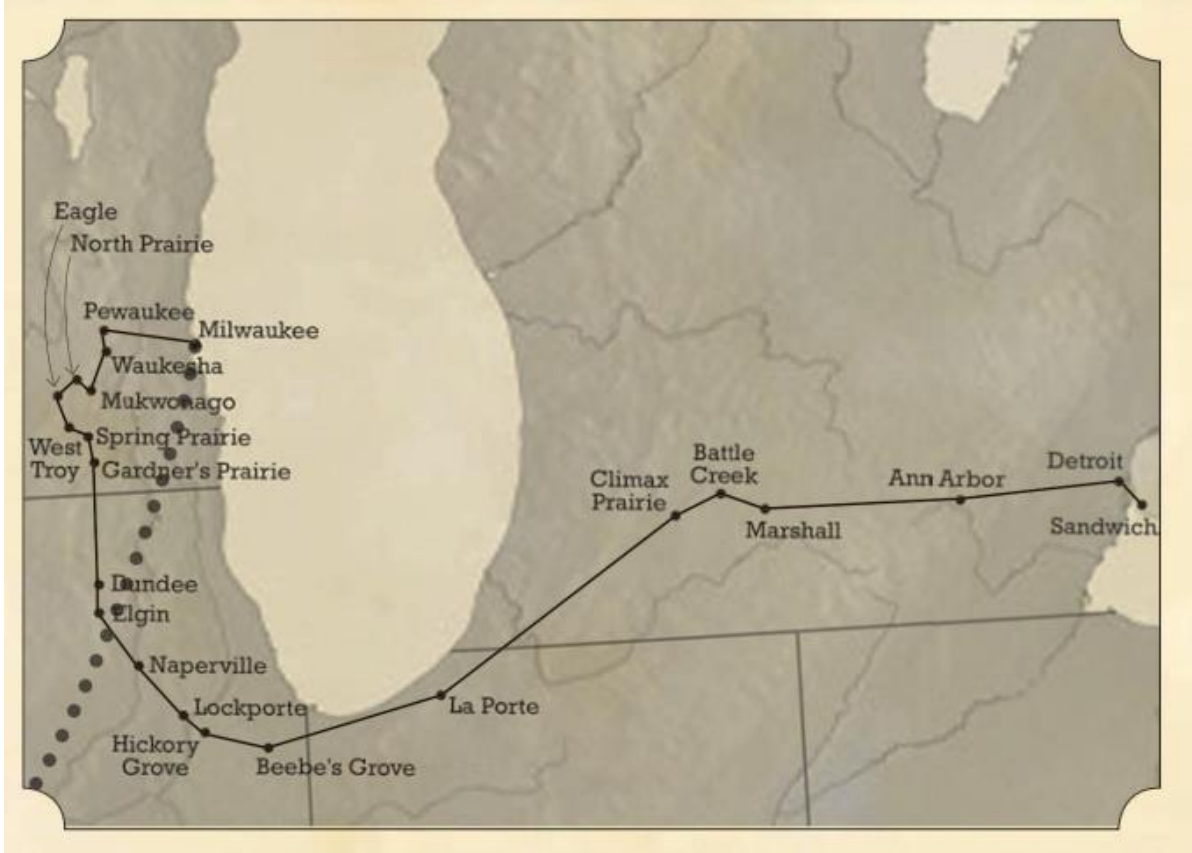 Eagle
North Prairie
Pewaukee
Milwaukee
Waukesha
Mukwonago
Spring Prairie
West
Troy
Gardner's Prairie
Dundee
Elgin
Naperville
Lockporte
Hickory
Grove
Beebe's Grove
La Porte
Climax
Prairie
Battle
Creek
Marshall
Ann Arbor
Detroit
Sandwich